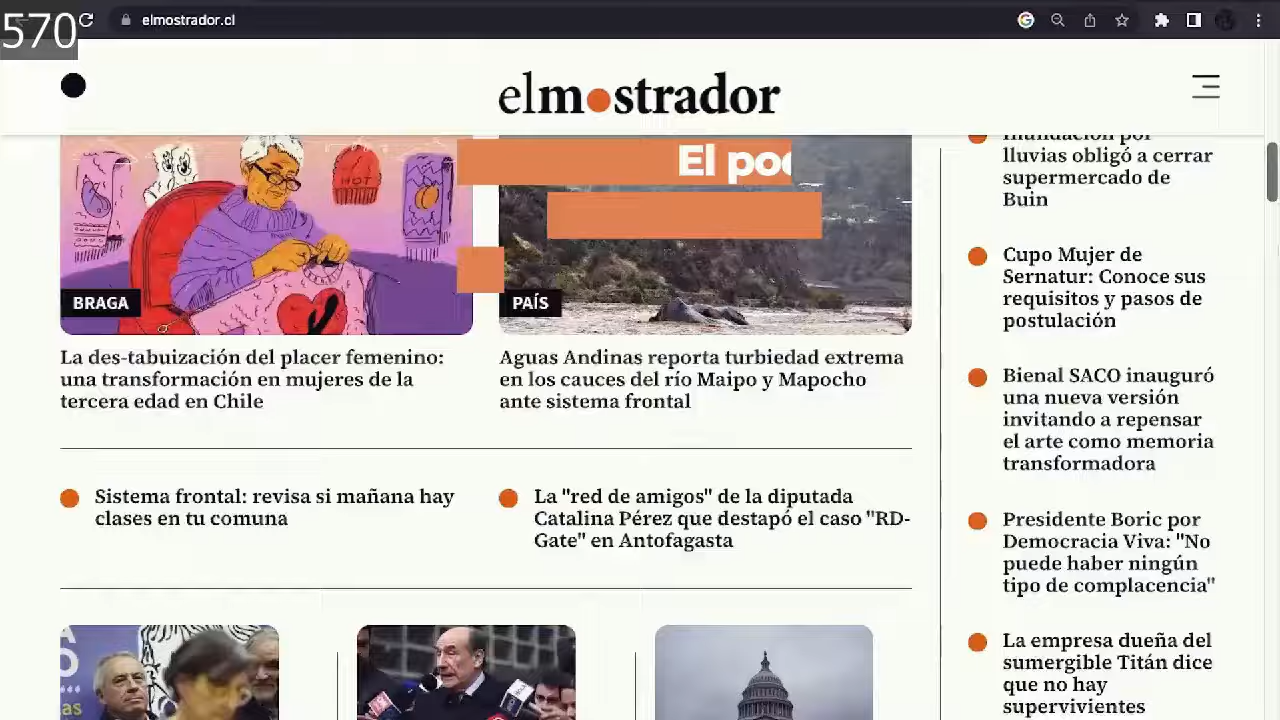 570
elmostrador.cl
elmostrador
El poc
HOT
BRAGA
PAÍS
La des-tabuización del placer femenino:
una transformación en mujeres de la
tercera edad en Chile
Aguas Andinas reporta turbiedad extrema
en los cauces del río Maipo y Mapocho
ante sistema frontal
Sistema frontal: revisa si mañana hay
clases en tu comuna
La "red de amigos" de la diputada
Catalina Pérez que destapó el caso "RD-
Gate" en Antofagasta
Inundación por
lluvias obligó a cerrar
supermercado de
Buin
Cupo Mujer de
Sernatur: Conoce sus
requisitos y pasos de
postulación
Bienal SACO inauguró
una nueva versión
invitando a repensar
el arte como memoria
transformadora
Presidente Boric por
Democracia Viva: "No
puede haber ningún
tipo de complacencia"
La empresa dueña del
sumergible Titán dice
que no hay
supervivientes